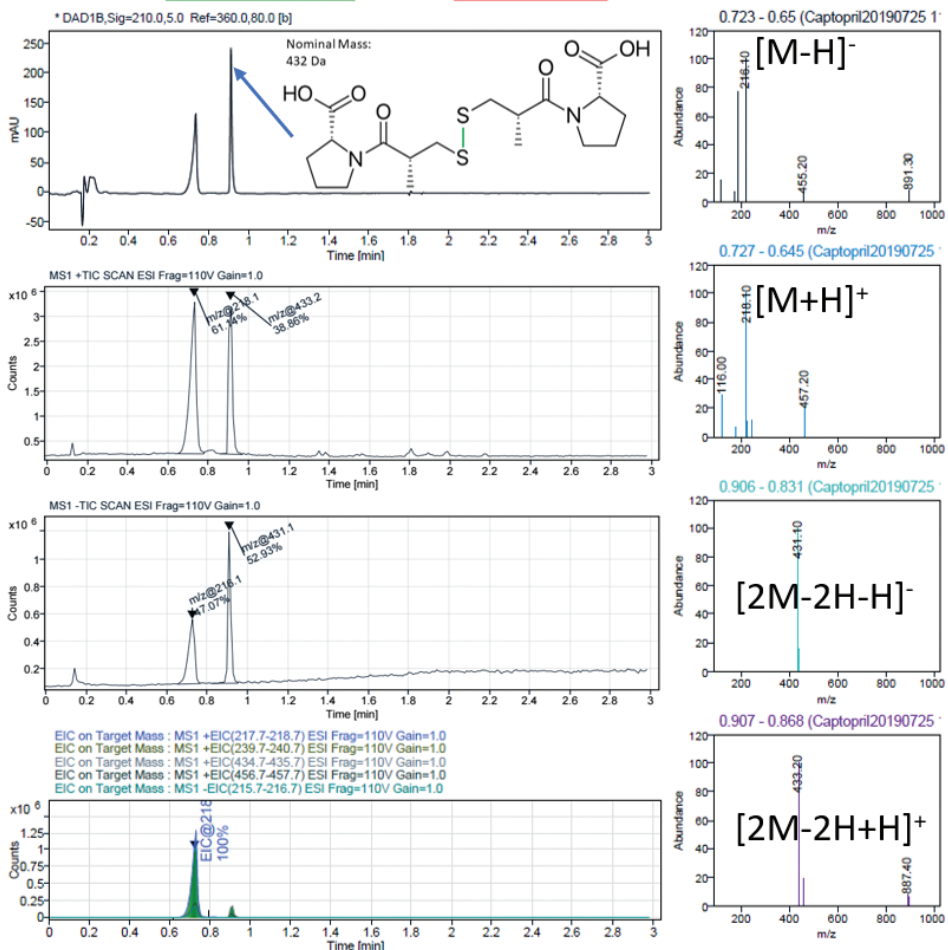 * DAD1B,Sig=210.0,5.0 Ref=360.0,80.0 [b]
mAU
250
200
150
100
50
0
-50
Nominal Mass:
432 Da
HO
O
O
N
S
S
O
N
O
OH
0.2 0.4 0.6 0.8 1 1.2 1.4 1.6 1.8 2 2.2 2.4 2.6 2.8 3
Time [min]
MS1 +TIC SCAN ESI Frag=110V Gain=1.0
x10 6
Counts
3
2.5
2
1.5
1
0.5
m/z@218.1
61.14%
m/z@433.2
38.86%
0 0.2 0.4 0.6 0.8 1 1.2 1.4 1.6 1.8 2 2.2 2.4 2.6 2.8 3
Time [min]
MS1 -TIC SCAN ESI Frag=110V Gain=1.0
x10 6
Counts
1
0.8
0.6
0.4
0.2
m/z@216.1
47.07%
m/z@431.1
52.93%
0 0.2 0.4 0.6 0.8 1 1.2 1.4 1.6 1.8 2 2.2 2.4 2.6 2.8 3
Time [min]
EIC on Target Mass : MS1 +EIC(217.7-218.7) ESI Frag=110V Gain=1.0
EIC on Target Mass : MS1 +EIC(239.7-240.7) ESI Frag=110V Gain=1.0
EIC on Target Mass : MS1 +EIC(434.7-435.7) ESI Frag=110V Gain=1.0
EIC on Target Mass : MS1 +EIC(456.7-457.7) ESI Frag=110V Gain=1.0
EIC on Target Mass : MS1 -EIC(215.7-216.7) ESI Frag=110V Gain=1.0
x10 6
Counts
1.25
1
0.75
0.5
0.25
0
EIC@218
100%
0 0.2 0.4 0.6 0.8 1 1.2 1.4 1.6 1.8 2 2.2 2.4 2.6 2.8 3
Time [min]
0.723 - 0.65 (Captopril20190725 1
Abundance
120
100
80
60
40
20
0
216.10
[M-H]-
455.20
891.30
200 400 600 800 1000
m/z
0.727 - 0.645 (Captopril20190725
Abundance
120
100
80
60
40
20
0
116.00
218.10
[M+H]+
457.20
200 400 600 800 1000
m/z
0.906 - 0.831 (Captopril20190725
Abundance
120
100
80
60
40
20
0
431.10
[2M-2H-H]-
200 400 600 800 1000
m/z
0.907 - 0.868 (Captopril20190725
Abundance
120
100
80
60
40
20
0
433.20
[2M-2H+H]+
887.40
200 400 600 800 1000
m/z